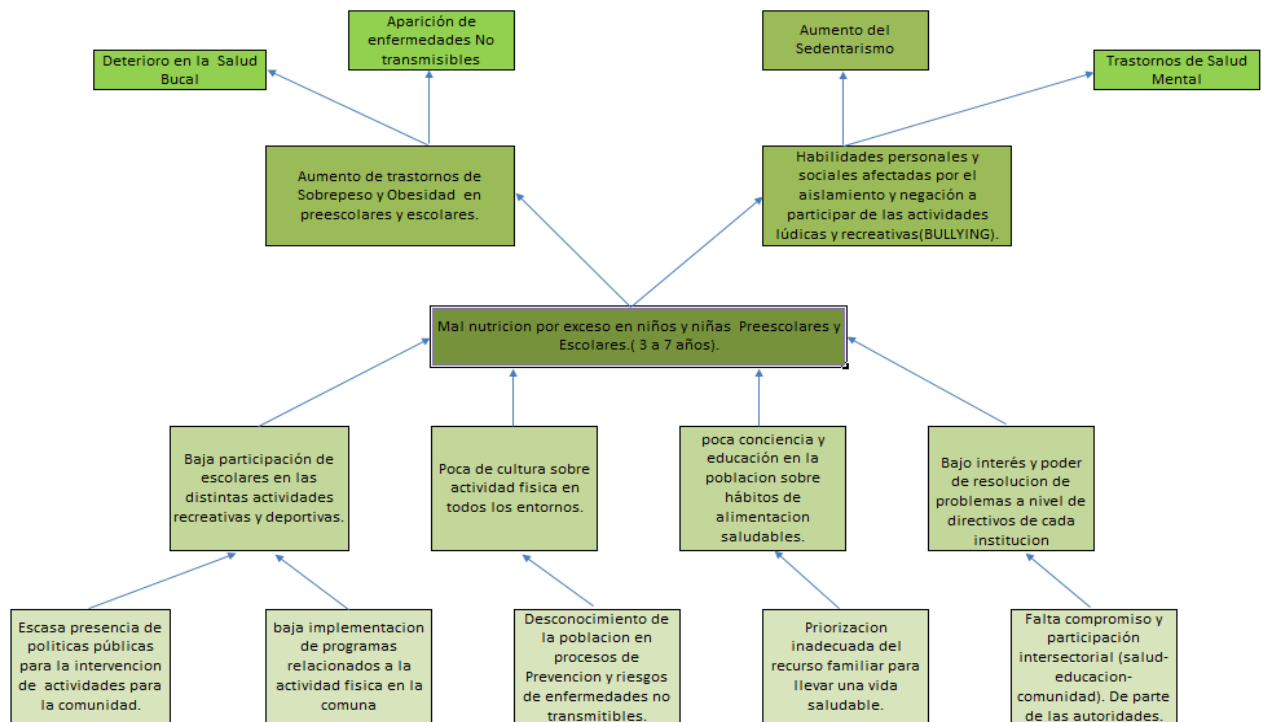 Deterioro en la Salud
Bucal
Aparición de
enfermedades No
transmisibles
Aumento del
Sedentarismo
Trastornos de Salud
Mental
Aumento de trastornos de
Sobrepeso y Obesidad en
preescolares y escolares.
Habilidades personales y
sociales afectadas por el
aislamiento y negación a
participar de las actividades
lúdicas y recreativas(BULLYING).
Mal nutricion por exceso en niños y niñas Preescolares y
Escolares.( 3 a 7 años).
Baja participación de
escolares en las
distintas actividades
recreativas y deportivas.
Poca de cultura sobre
actividad fisica en
todos los entornos.
poca conciencia y
educación en la
poblacion sobre
hábitos de
alimentacion
saludables.
Bajo interés y poder
de resolucion de
problemas a nivel de
directivos de cada
institucion
Escasa presencia de
politicas públicas
para la intervencion
de actividades para
la comunidad.
baja implementacion
de programas
relacionados a la
actividad fisica en la
comuna
Desconocimiento de
la poblacion en
procesos de
Prevencion y riesgos
de enfermedades no
transmitibles.
Priorizacion
inadecuada del
recurso familiar para
llevar una vida
saludable.
Falta compromiso y
participación
intersectorial (salud-
educacion-
comunidad). De parte
de las autoridades.